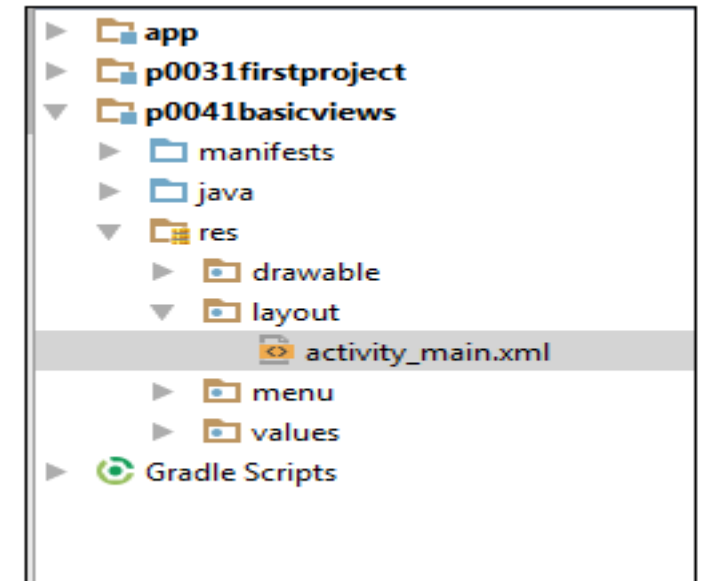 app
p0031firstproject
p0041basicviews
manifests
java
res
drawable
layout
activity_main.xml
menu
values
Gradle Scripts